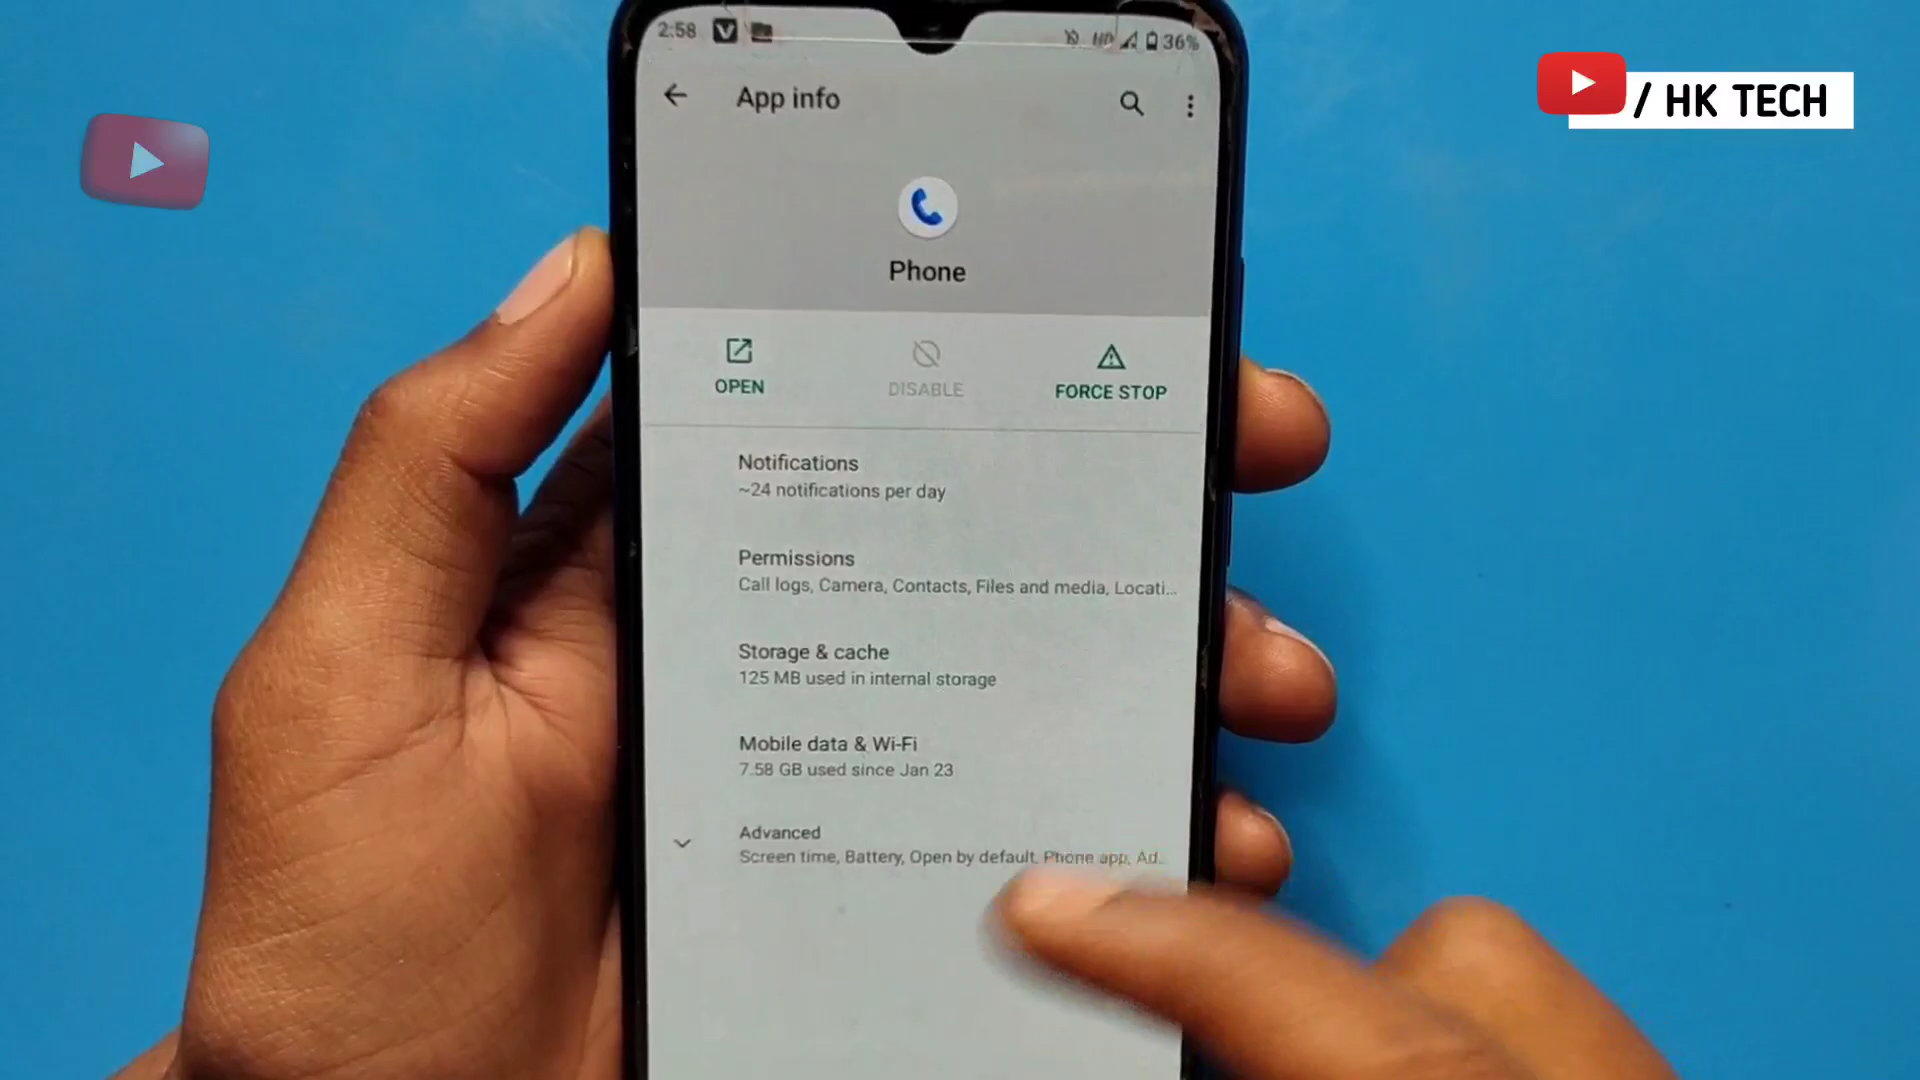 2:58
HD 36%
/ HK TECH
App info
Phone
OPEN
DISABLE
FORCE STOP
Notifications
~24 notifications per day
Permissions
Call logs, Camera, Contacts, Files and media, Locati...
Storage & cache
125 MB used in internal storage
Mobile data & Wi-Fi
7.58 GB used since Jan 23
Advanced
Screen time, Battery, Open by default, Phone app, Ad..